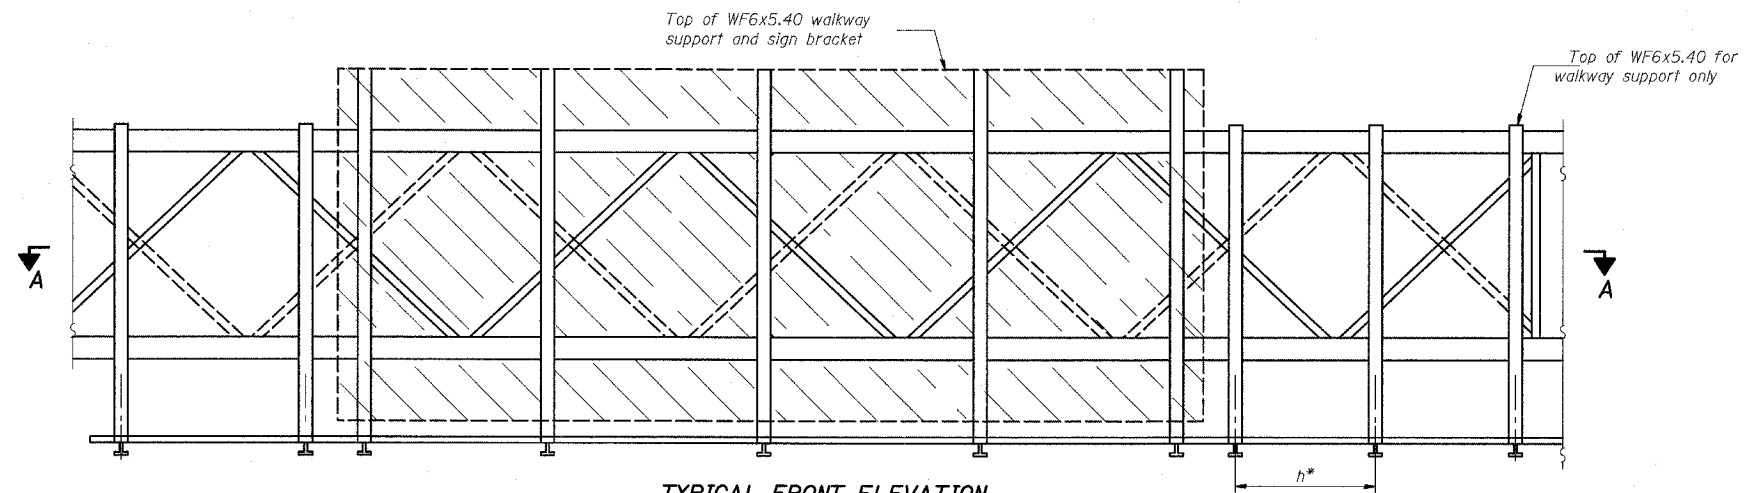 Top of WF6x5.40 walkway
support and sign bracket
Top of WF6x5.40 for
walkway support only
A
A
h*
TYPICAL FRONT ELEVATION